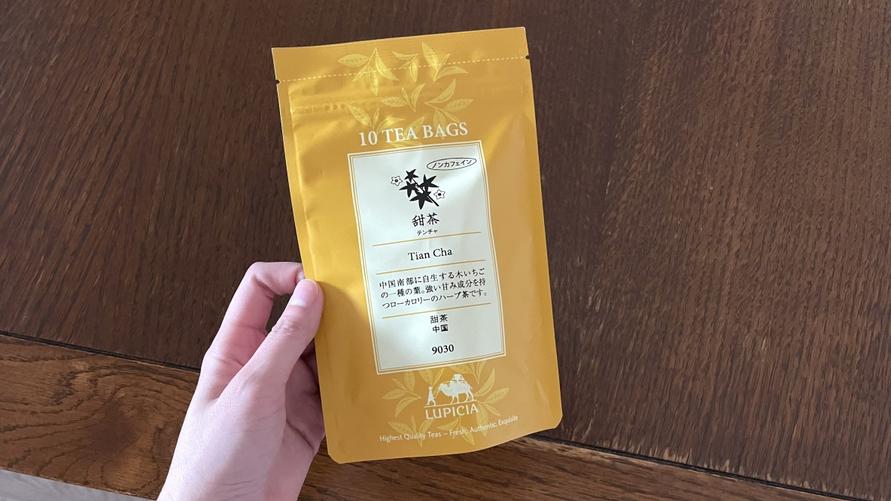 10 TEA BAGS
ノンカフェイン
甜茶
テンチャ
Tian Cha
中国南部に自生する木いちご
の一種の葉。強い甘み成分を持
つローカロリーのハーブ茶です。
甜茶
中国
9030
LUPICIA
Highest Quality Teas – Fresh, Authentic, Exquisite